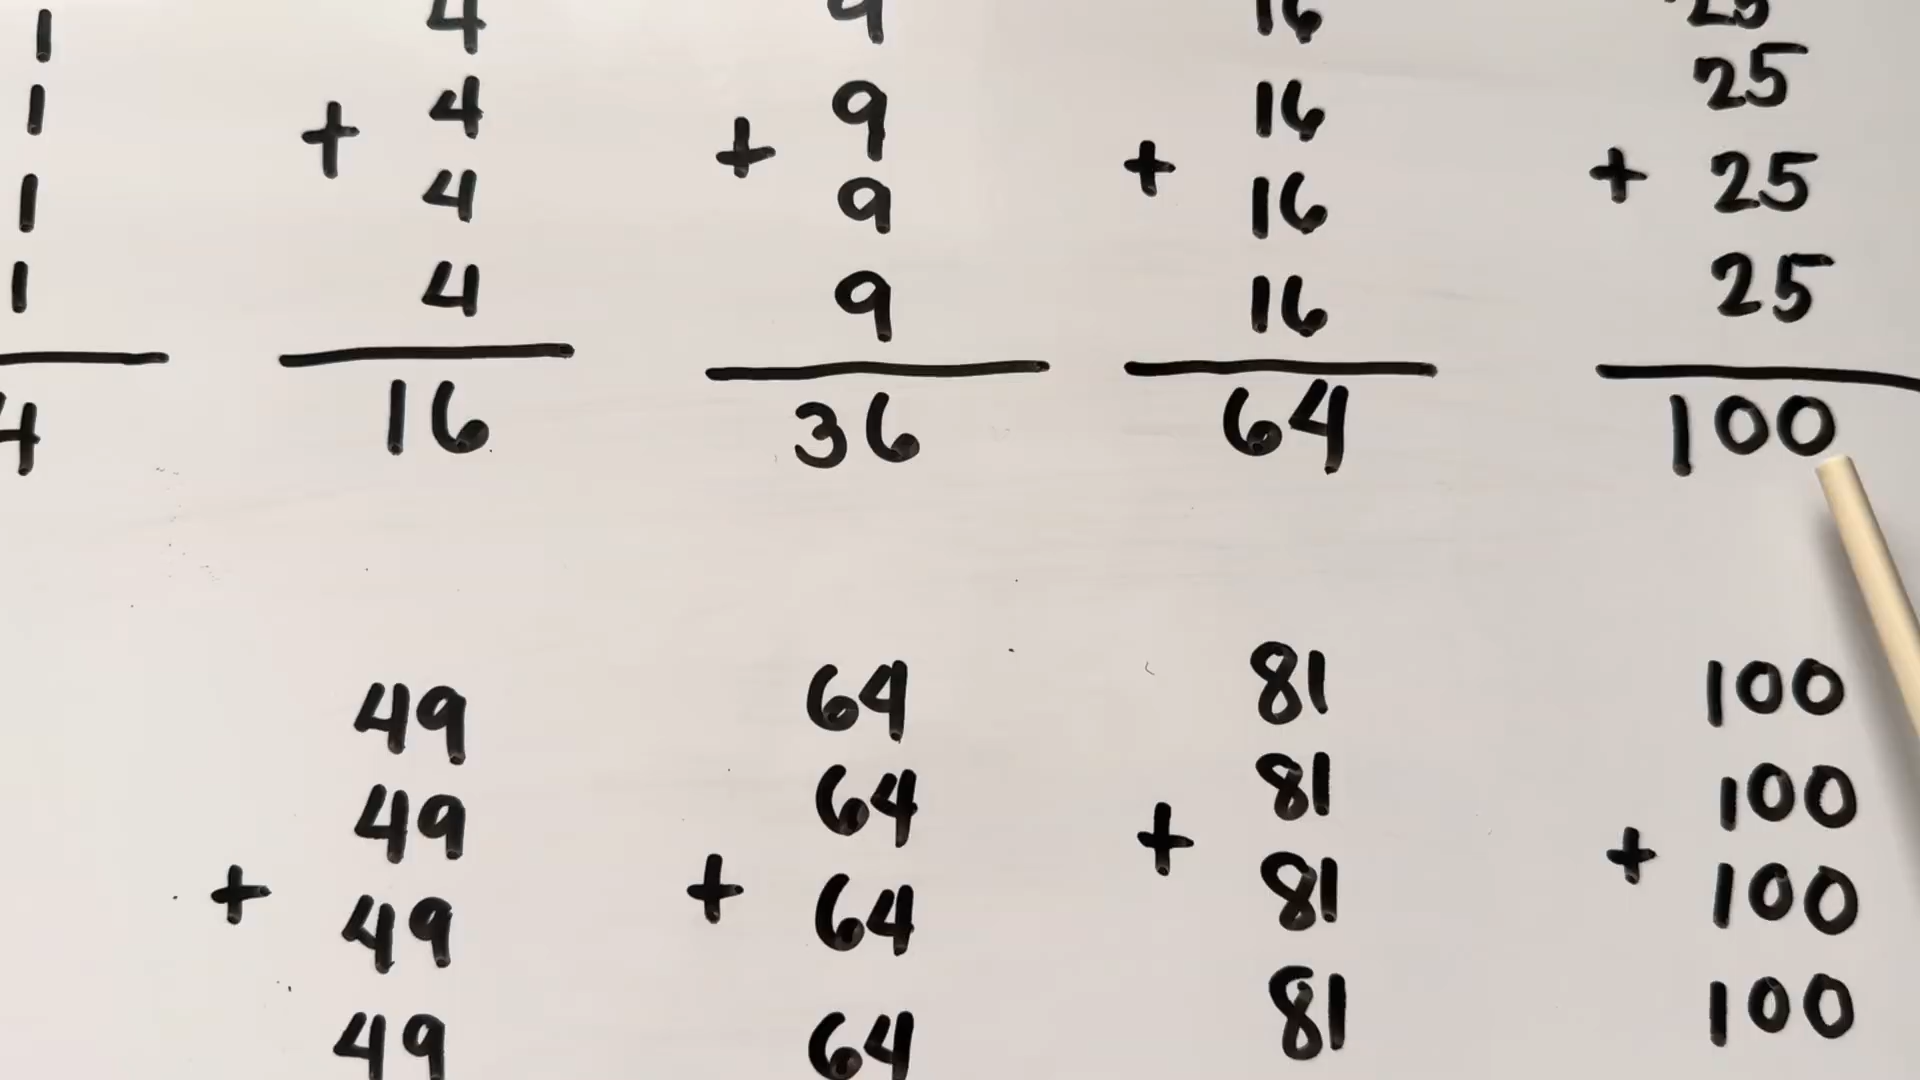 1 4 9 16 25
1 + 4 + 9 16 25
1 4 9 + 16 + 25
1 4 9 16 25
4 16 36 64 100
49 64 81 100
49 64 81 100
+ 49 + 64 + 81 + 100
49 64 81 100